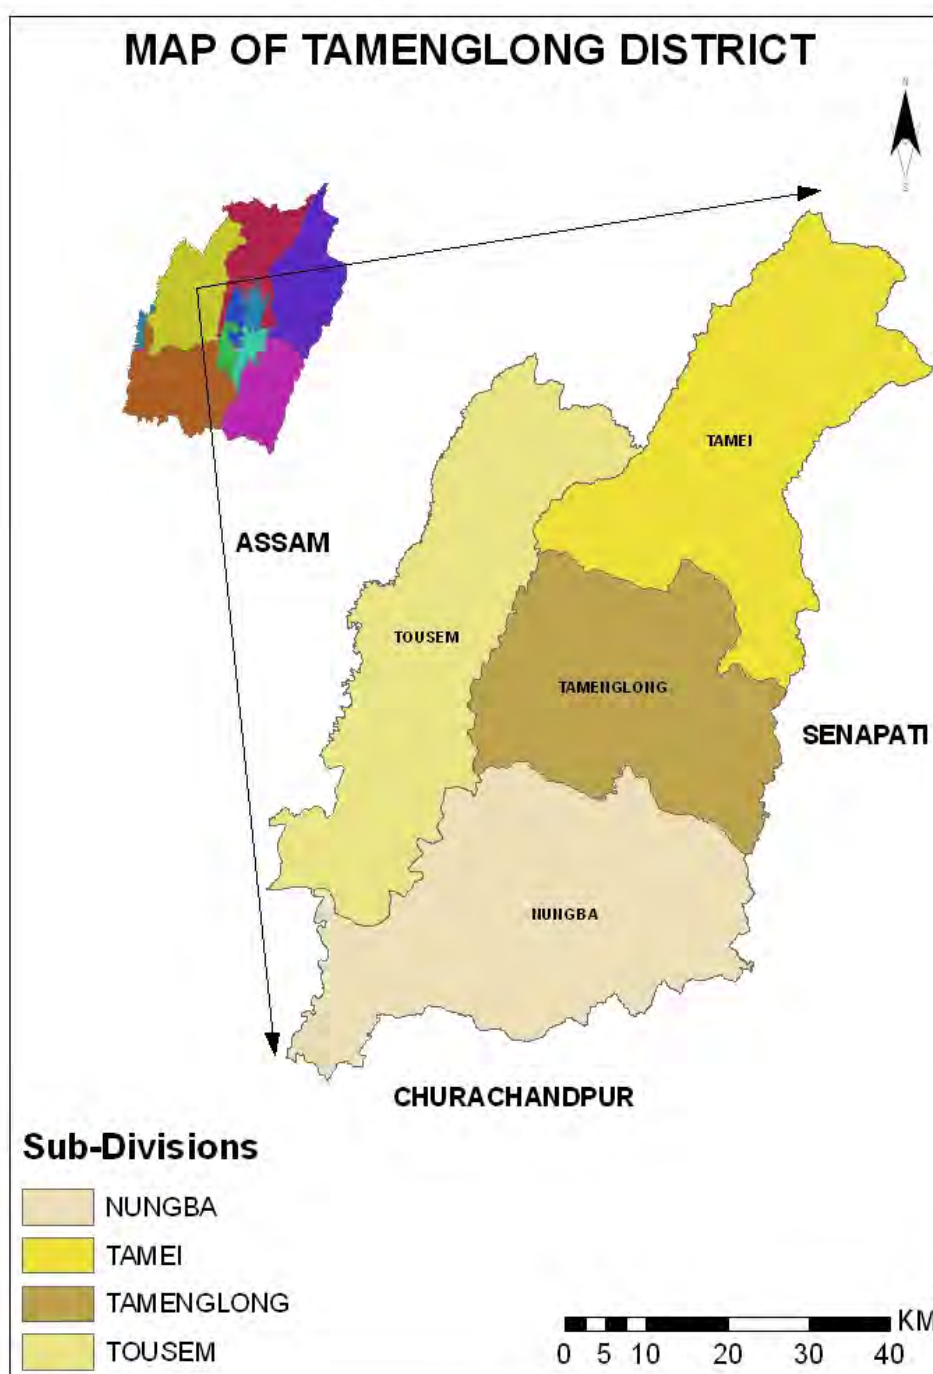 MAP OF TAMENGLONG DISTRICT
N
S
TAMEI
ASSAM
TOUSEM
TAMENGLONG
SENAPATI
NUNGBA
CHURACHANDPUR
Sub-Divisions
NUNGBA
TAMEI
TAMENGLONG
TOUSEM
KM
0 5 10 20 30 40